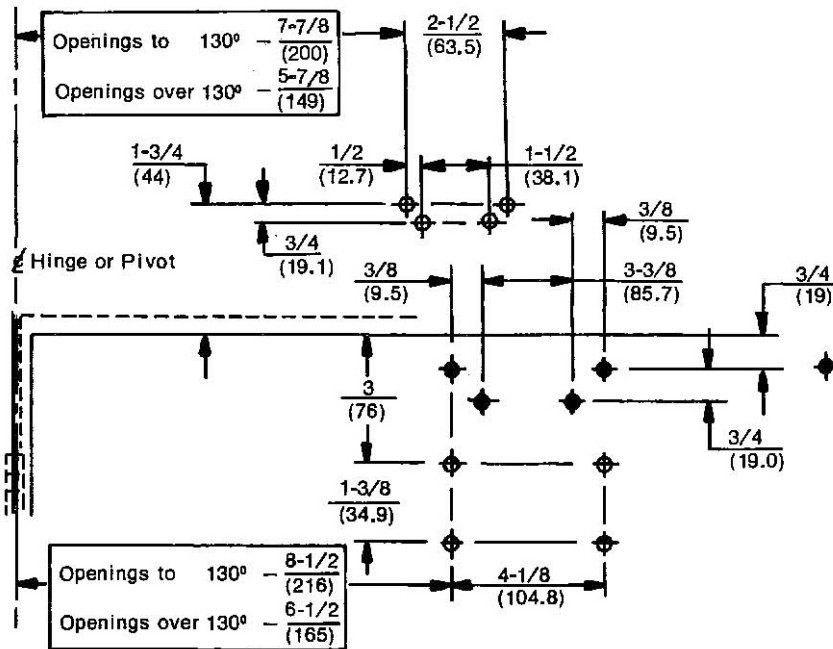 Openings to 130° – 7-7/8 (200)
Openings over 130° – 5-7/8 (149)
2-1/2 (63.5)
1-3/4 (44)
1/2 (12.7)
1-1/2 (38.1)
3/4 (19.1)
3/8 (9.5)
℄ Hinge or Pivot
3/8 (9.5)
3-3/8 (85.7)
3/4 (19)
3 (76)
3/4 (19.0)
1-3/8 (34.9)
Openings to 130° – 8-1/2 (216)
Openings over 130° – 6-1/2 (165)
4-1/8 (104.8)